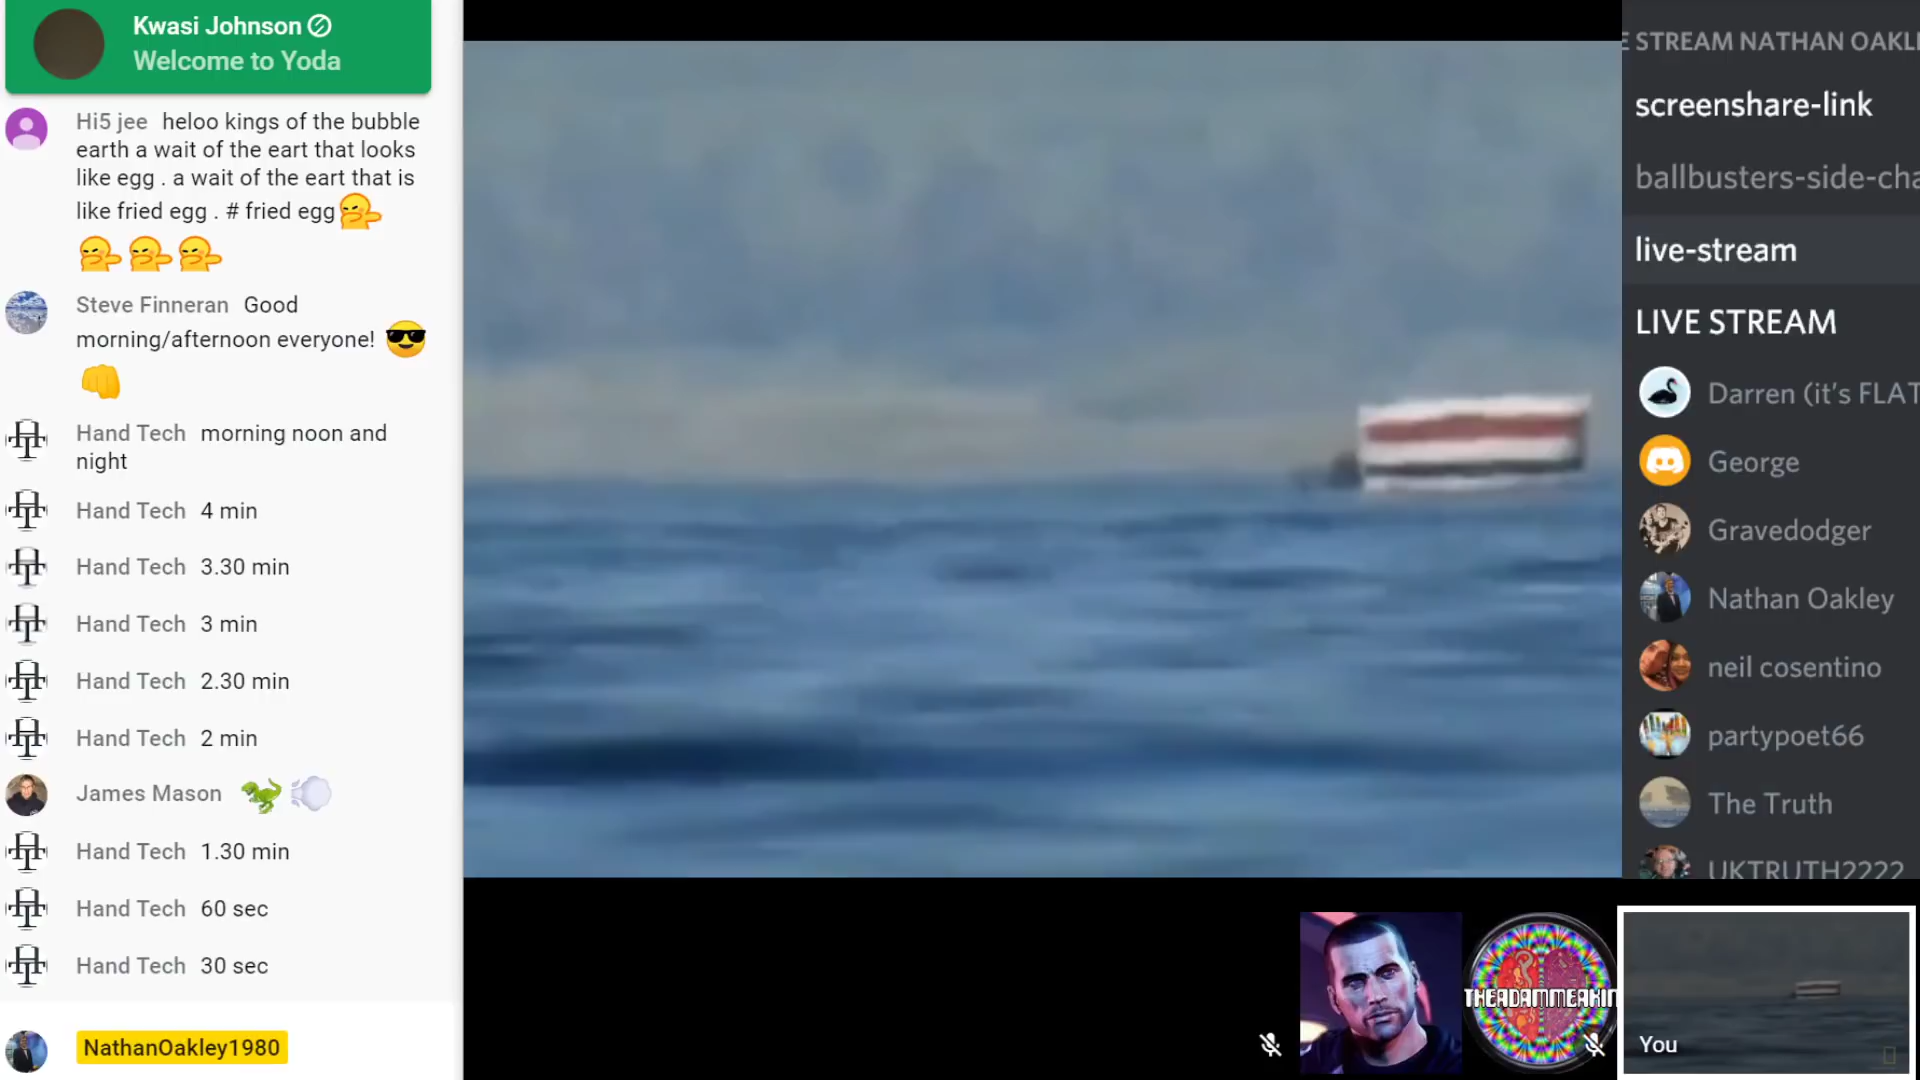 Kwasi Johnson
Welcome to Yoda
Hi5 jee heloo kings of the bubble
earth a wait of the eart that looks
like egg . a wait of the eart that is
like fried egg . # fried egg
Steve Finneran Good
morning/afternoon everyone!
Hand Tech morning noon and
night
Hand Tech 4 min
Hand Tech 3.30 min
Hand Tech 3 min
Hand Tech 2.30 min
Hand Tech 2 min
James Mason
Hand Tech 1.30 min
Hand Tech 60 sec
Hand Tech 30 sec
NathanOakley1980
E STREAM NATHAN OAKL
screenshare-link
ballbusters-side-cha
live-stream
LIVE STREAM
Darren (it's FLAT
George
Gravedodger
Nathan Oakley
neil cosentino
partypoet66
The Truth
UKTRUTH2222
THEADAMMEAKIN
You